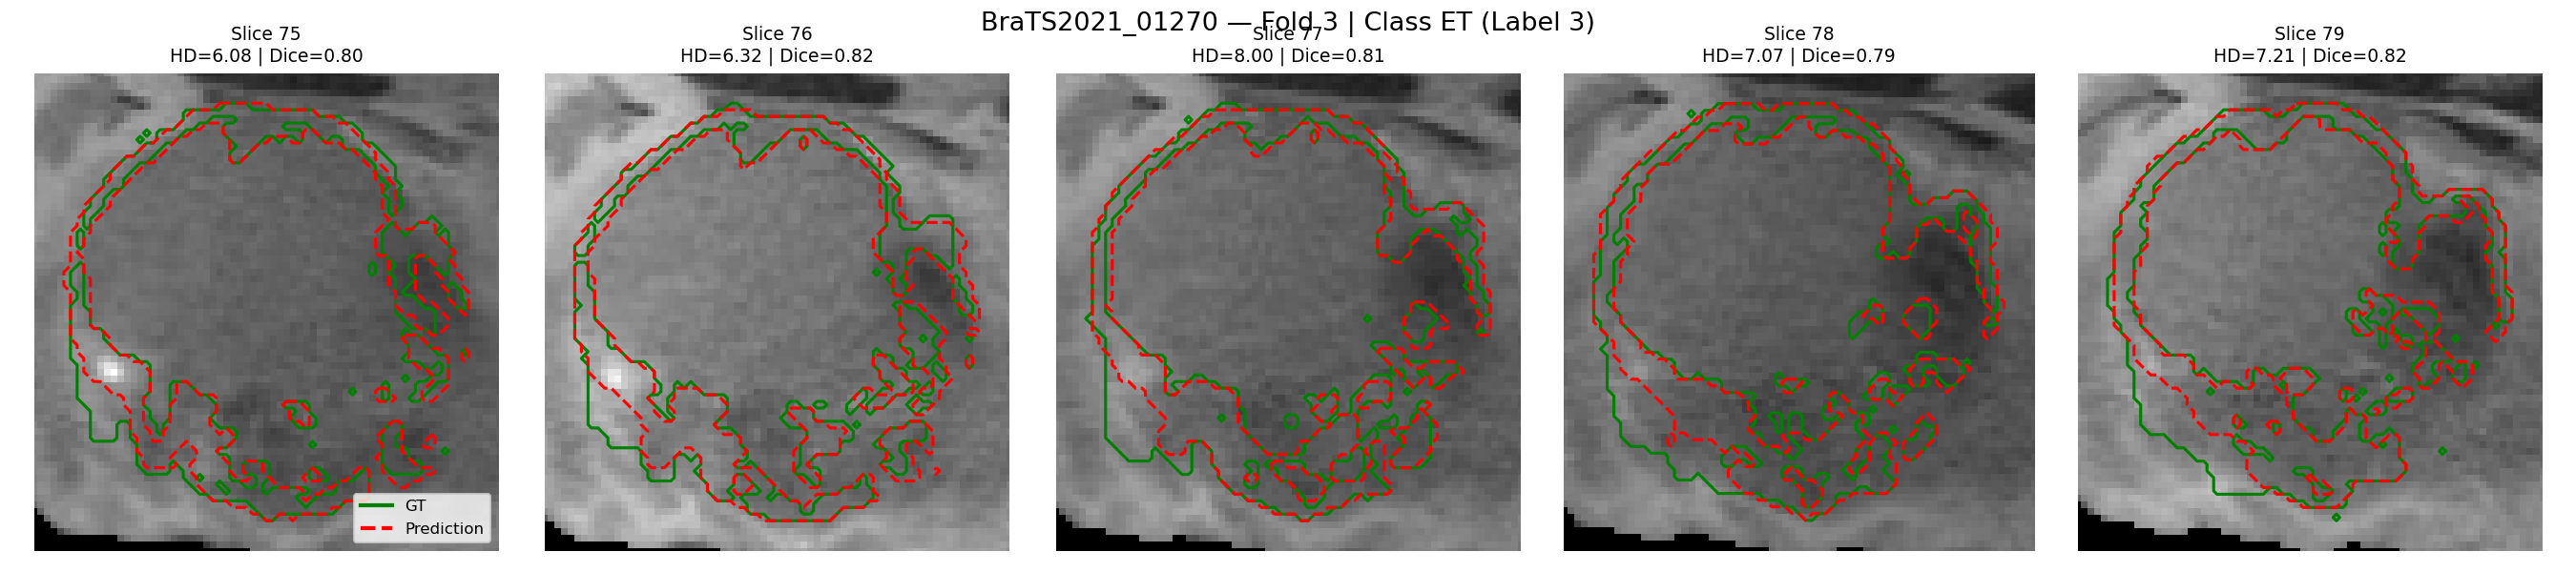 BraTS2021_01270 — Fold 3 | Class ET (Label 3)
Slice 75
HD=6.08 | Dice=0.80
Slice 76
HD=6.32 | Dice=0.82
Slice 77
HD=8.00 | Dice=0.81
Slice 78
HD=7.07 | Dice=0.79
Slice 79
HD=7.21 | Dice=0.82
GT
Prediction